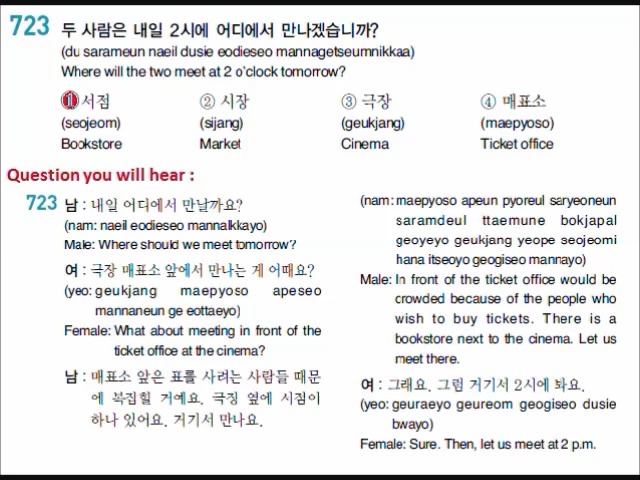 723 두 사람은 내일 2시에 어디에서 만나겠습니까?
(du sarameun naeil dusie eodieseo mannagetseumnikkaa)
Where will the two meet at 2 o'clock tomorrow?
① 서점 ② 시장 ③ 극장 ④ 매표소
(seojeom) (sijang) (geukjang) (maepyoso)
Bookstore Market Cinema Ticket office
Question you will hear :
723 남 : 내일 어디에서 만날까요?
(nam: naeil eodieseo mannalkkayo)
Male: Where should we meet tomorrow?
여 : 극장 매표소 앞에서 만나는 게 어때요?
(yeo: geukjang maepyoso apeseo
mannaneun ge eottaeyo)
Female: What about meeting in front of the
ticket office at the cinema?
남 : 매표소 앞은 표를 사려는 사람들 때문
에 복잡할 거예요. 극장 옆에 서점이
하나 있어요. 거기서 만나요.
(nam: maepyoso apeun pyoreul saryeoneun
saramdeul ttaemune bokjapal
geoyeyo geukjang yeope seojeomi
hana itseoyo geogiseo mannayo)
Male: In front of the ticket office would be
crowded because of the people who
wish to buy tickets. There is a
bookstore next to the cinema. Let us
meet there.
여 : 그래요. 그럼 거기서 2시에 봐요.
(yeo: geuraeyo geureom geogiseo dusie
bwayo)
Female: Sure. Then, let us meet at 2 p.m.